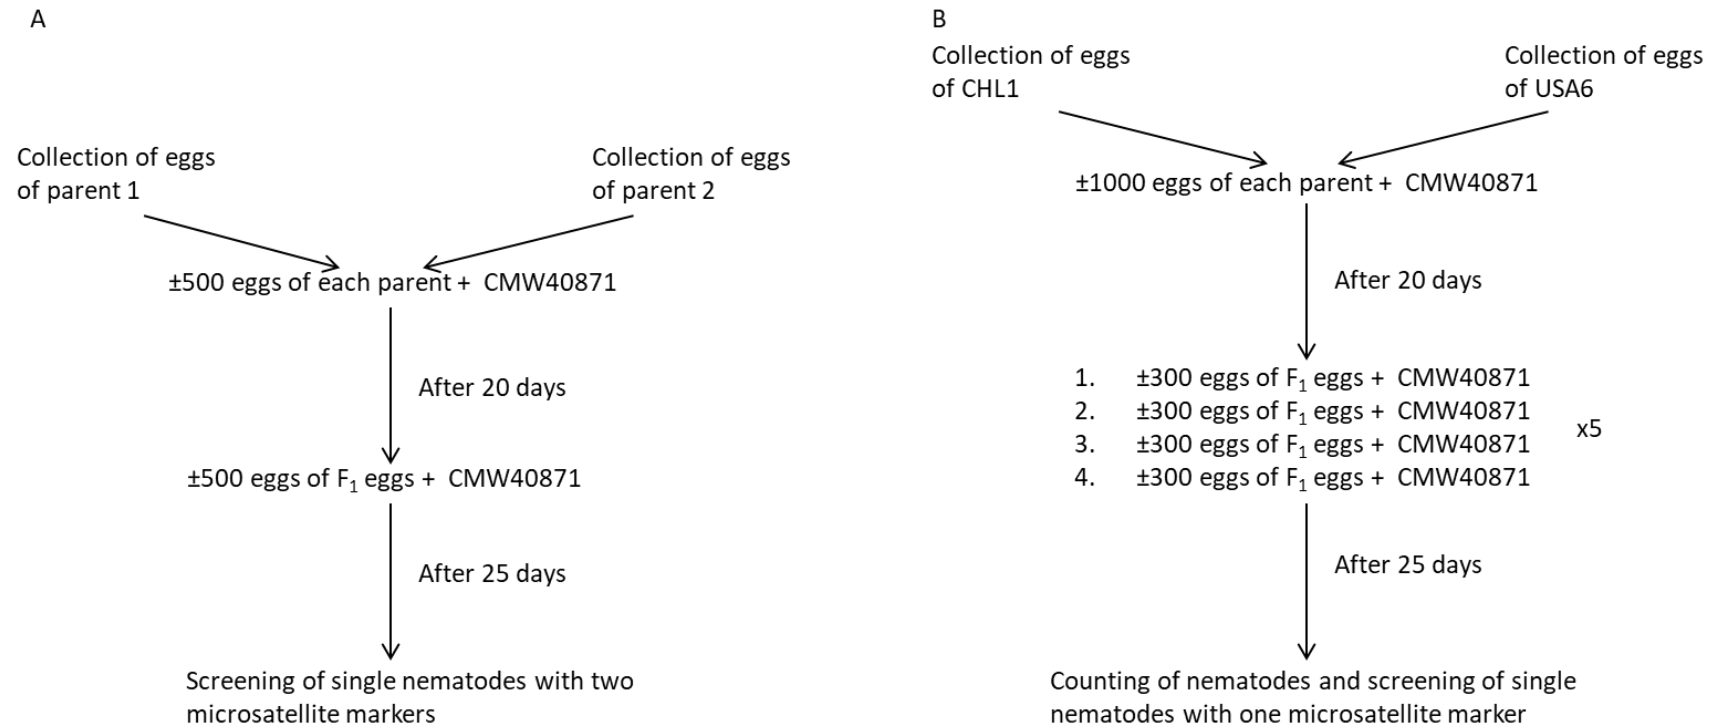 A
Collection of eggs
of parent 1
Collection of eggs
of parent 2
±500 eggs of each parent + CMW40871
After 20 days
±500 eggs of F₁ eggs + CMW40871
After 25 days
Screening of single nematodes with two
microsatellite markers
B
Collection of eggs
of CHL1
Collection of eggs
of USA6
±1000 eggs of each parent + CMW40871
After 20 days
1. ±300 eggs of F₁ eggs + CMW40871
2. ±300 eggs of F₁ eggs + CMW40871
3. ±300 eggs of F₁ eggs + CMW40871
4. ±300 eggs of F₁ eggs + CMW40871
x5
After 25 days
Counting of nematodes and screening of single
nematodes with one microsatellite marker